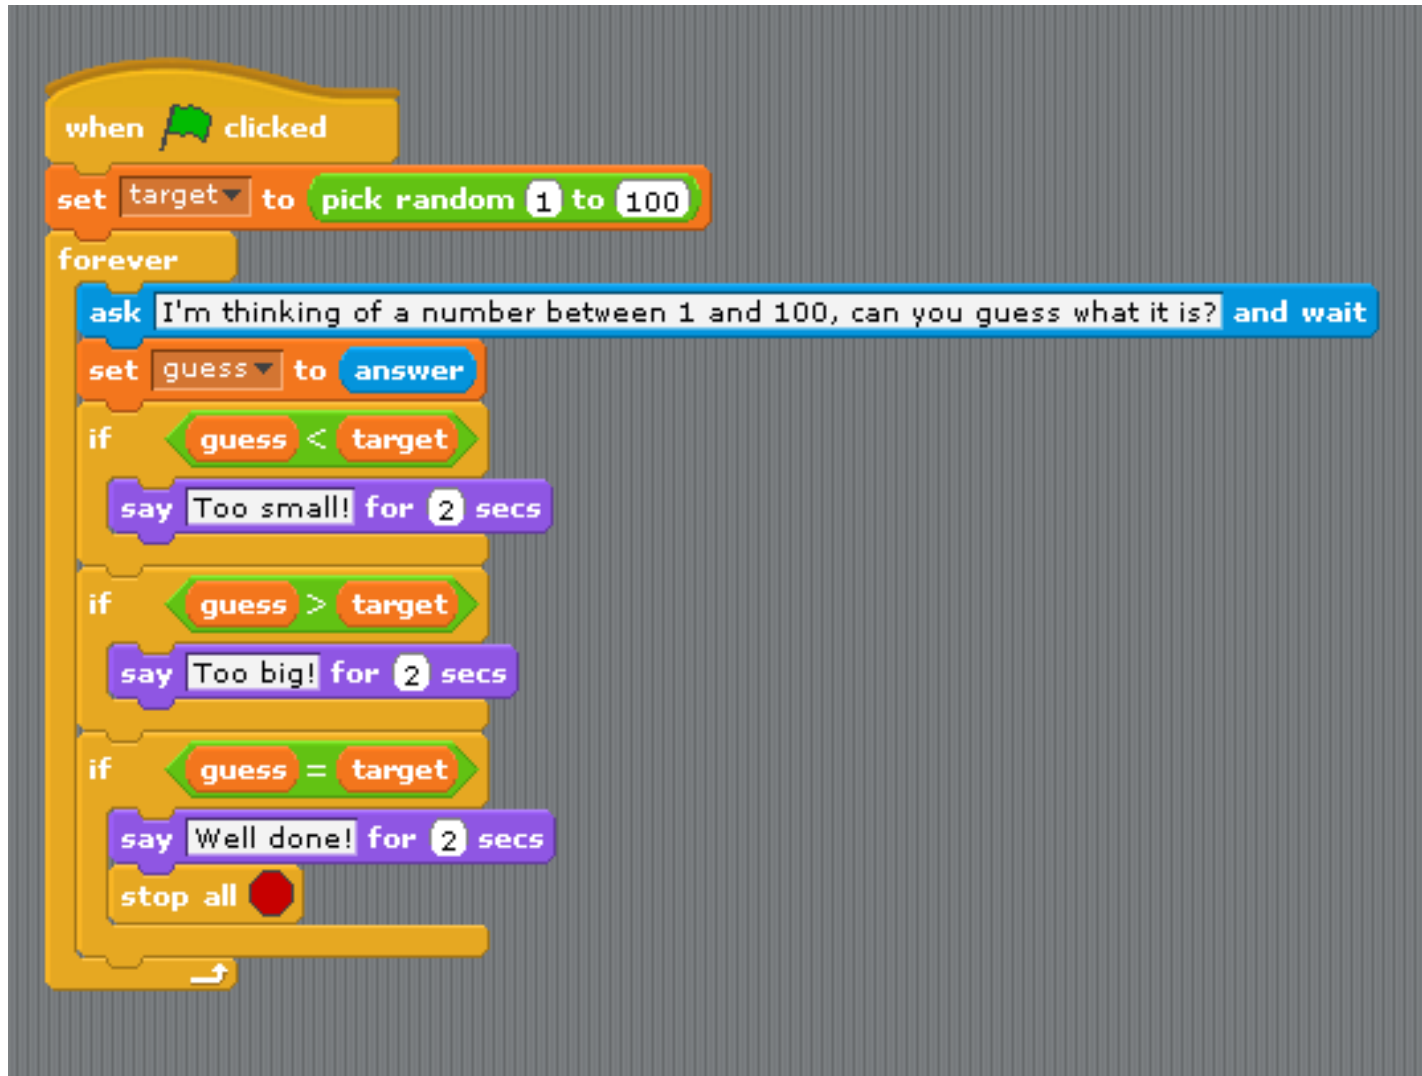 when clicked
set target to pick random 1 to 100
forever
ask I'm thinking of a number between 1 and 100, can you guess what it is? and wait
set guess to answer
if guess < target
say Too small! for 2 secs
if guess > target
say Too big! for 2 secs
if guess = target
say Well done! for 2 secs
stop all